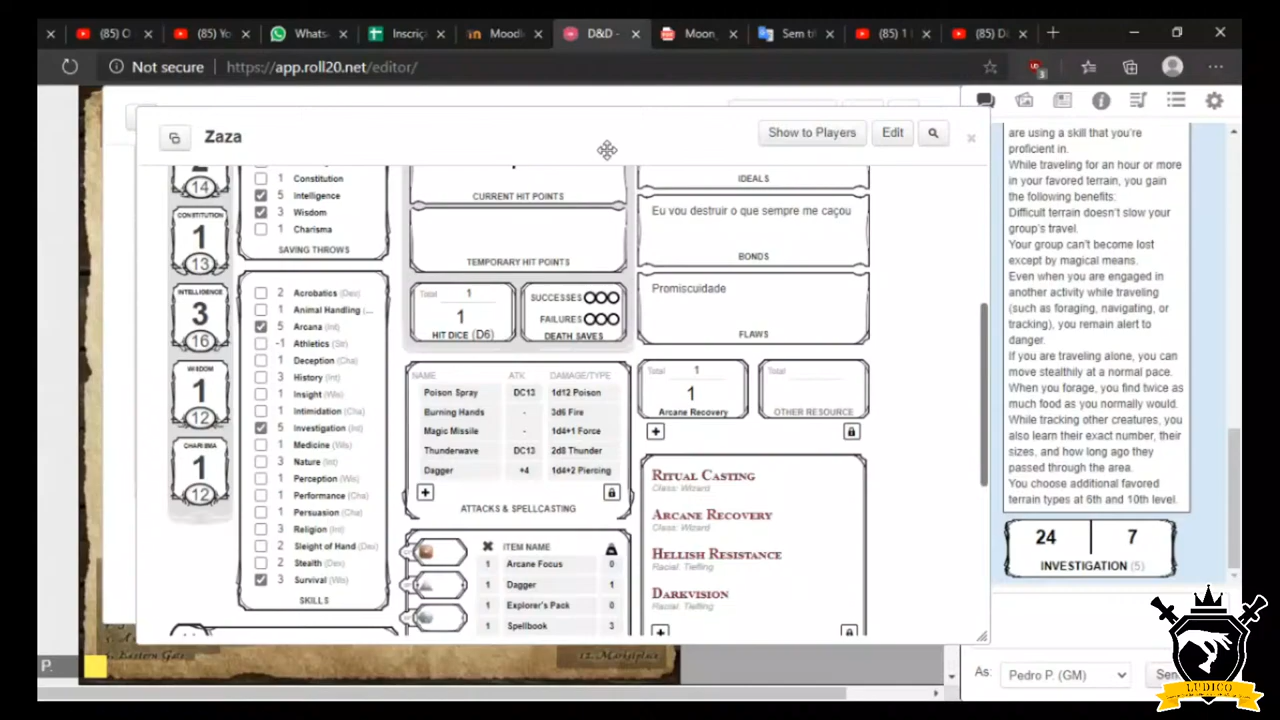 (85) O
(85) Yo
Whats
Inscriç
Mood
D&D -
Moon
Sem tí
(85) 1
(85) D
Not secure
https://app.roll20.net/editor/
3
Zaza
Show to Players
Edit
14
1 Constitution
5 Intelligence
3 Wisdom
1 Charisma
SAVING THROWS
CONSTITUTION
1
13
INTELLIGENCE
3
16
WISDOM
1
12
CHARISMA
1
12
2 Acrobatics (Dex)
1 Animal Handling (...
5 Arcana (Int)
-1 Athletics (Str)
1 Deception (Cha)
3 History (Int)
1 Insight (Wis)
1 Intimidation (Cha)
5 Investigation (Int)
1 Medicine (Wis)
3 Nature (Int)
1 Perception (Wis)
1 Performance (Cha)
1 Persuasion (Cha)
3 Religion (Int)
2 Sleight of Hand (Dex)
2 Stealth (Dex)
3 Survival (Wis)
SKILLS
CURRENT HIT POINTS
TEMPORARY HIT POINTS
Total 1
1
HIT DICE (D6)
SUCCESSES
FAILURES
DEATH SAVES
NAME ATK DAMAGE/TYPE
Poison Spray DC13 1d12 Poison
Burning Hands - 3d6 Fire
Magic Missile - 1d4+1 Force
Thunderwave DC13 2d8 Thunder
Dagger +4 1d4+2 Piercing
ATTACKS & SPELLCASTING
ITEM NAME
1 Arcane Focus 0
1 Dagger 1
1 Explorer's Pack 0
1 Spellbook 3
IDEALS
Eu vou destruir o que sempre me caçou
BONDS
Promiscuidade
FLAWS
Total 1
1
Arcane Recovery
Total
OTHER RESOURCE
RITUAL CASTING
Class: Wizard
ARCANE RECOVERY
Class: Wizard
HELLISH RESISTANCE
Racial: Tiefling
DARKVISION
Racial: Tiefling
are using a skill that you're
proficient in.
While traveling for an hour or more
in your favored terrain, you gain
the following benefits:
Difficult terrain doesn't slow your
group's travel.
Your group can't become lost
except by magical means.
Even when you are engaged in
another activity while traveling
(such as foraging, navigating, or
tracking), you remain alert to
danger.
If you are traveling alone, you can
move stealthily at a normal pace.
When you forage, you find twice as
much food as you normally would.
While tracking other creatures, you
also learn their exact number, their
sizes, and how long ago they
passed through the area.
You choose additional favored
terrain types at 6th and 10th level.
24 7
INVESTIGATION (5)
As: Pedro P. (GM)
Sen
P.
Eastern Gate
12. Marketplace
LUDICO